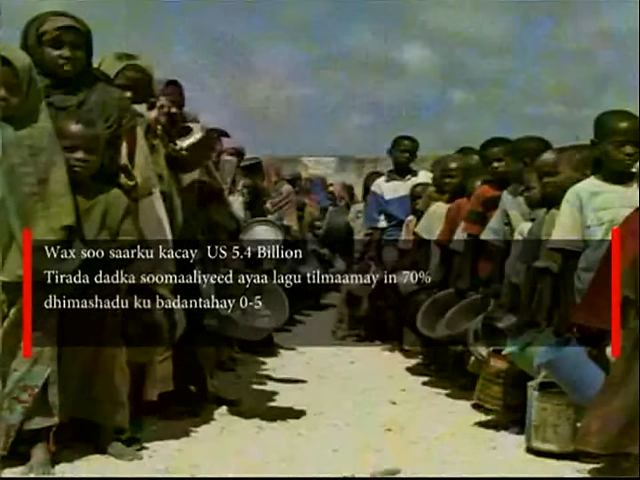 Wax soo saarku kacay US 5.4 Billion
Tirada dadka soomaaliyeed ayaa lagu tilmaamay in 70%
dhimashadu ku badantahay 0-5